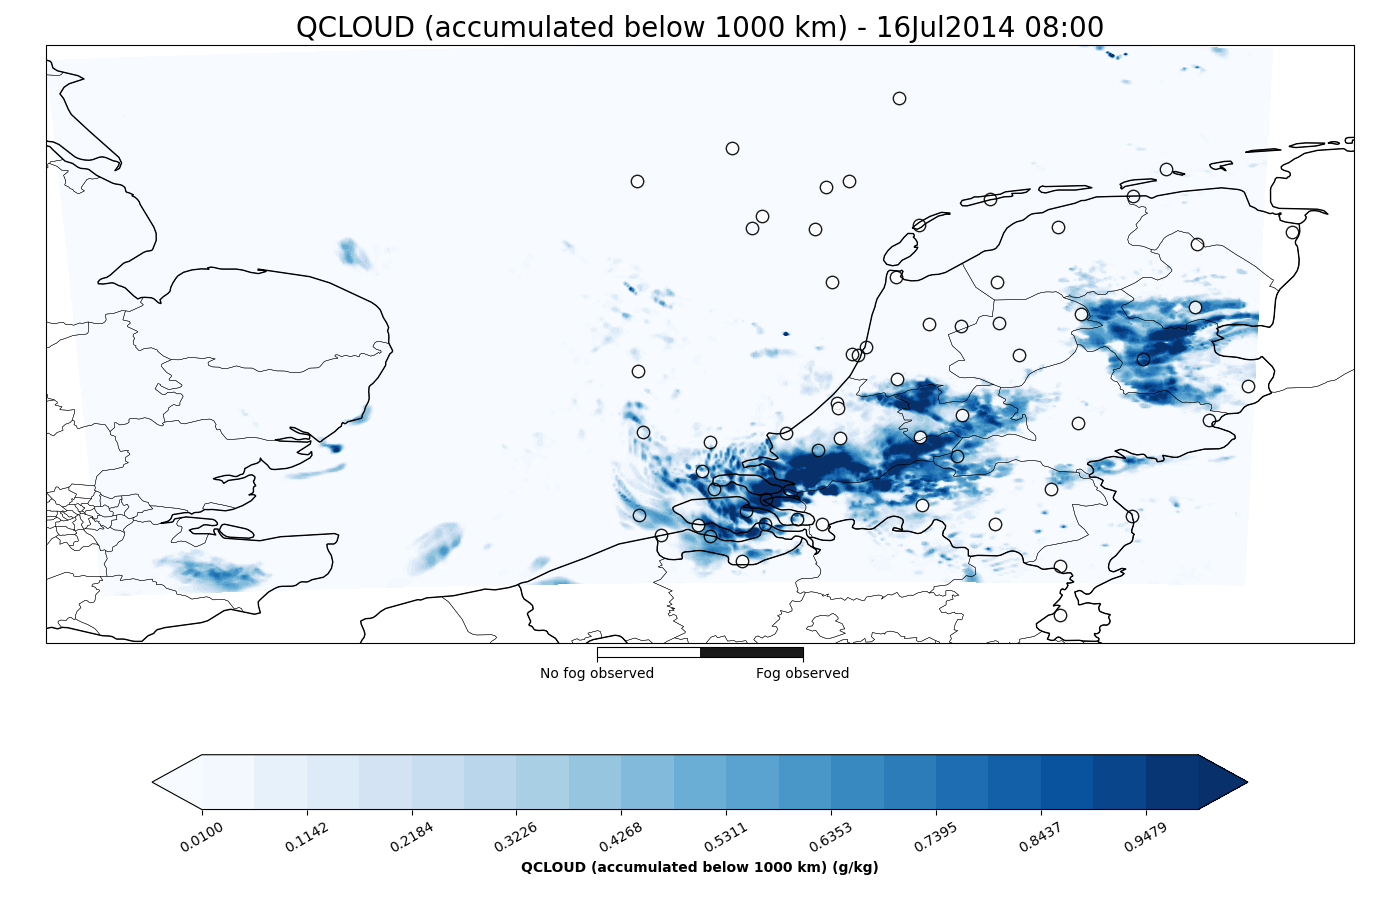 QCLOUD (accumulated below 1000 km) - 16Jul2014 08:00
No fog observed Fog observed
0.0100 0.1142 0.2184 0.3226 0.4268 0.5311 0.6353 0.7395 0.8437 0.9479
QCLOUD (accumulated below 1000 km) (g/kg)